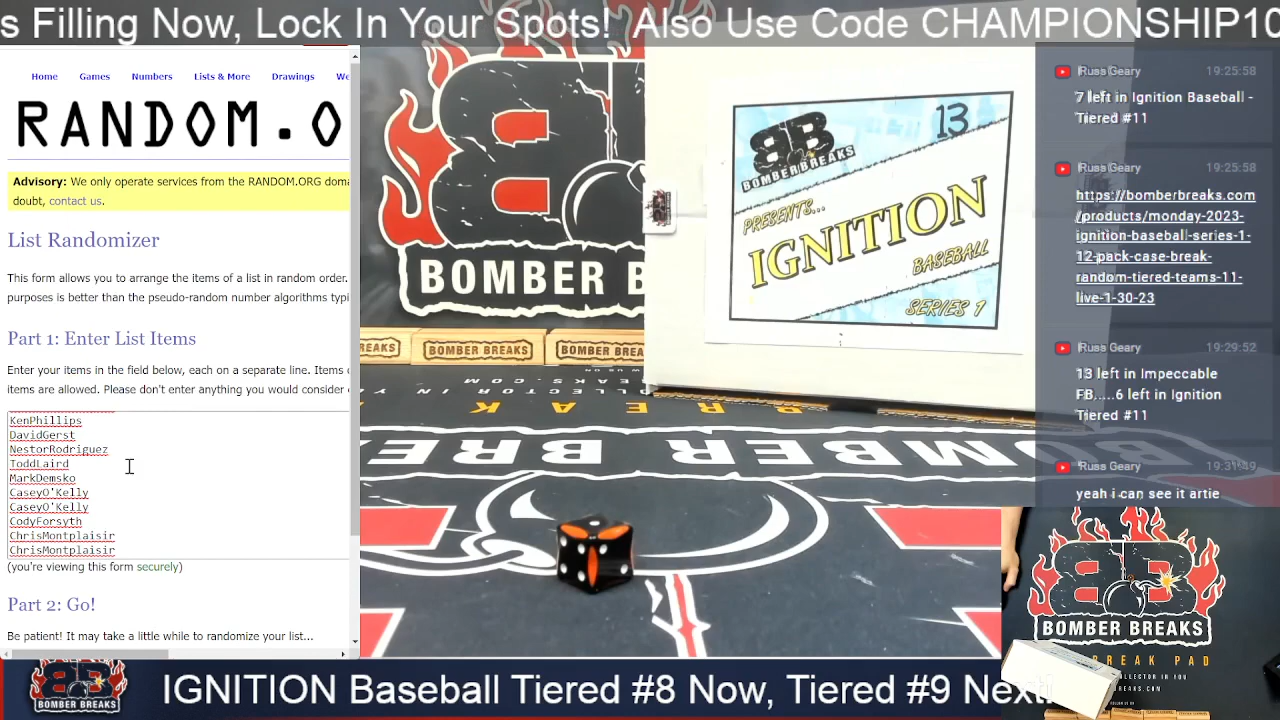 s Filling Now, Lock In Your Spots!  Also Use Code CHAMPIONSHIP10
Home Games Numbers Lists & More Drawings We
RANDOM.O
Advisory: We only operate services from the RANDOM.ORG doma
doubt, contact us.
List Randomizer
This form allows you to arrange the items of a list in random order.
purposes is better than the pseudo-random number algorithms typi
Part 1: Enter List Items
Enter your items in the field below, each on a separate line. Items
items are allowed. Please don't enter anything you would consider
KenPhillips
DavidGerst
NestorRodriguez
ToddLaird
MarkDemsko
CaseyO'Kelly
CaseyO'Kelly
CodyForsyth
ChrisMontplaisir
ChrisMontplaisir
(you're viewing this form securely)
Part 2: Go!
Be patient! It may take a little while to randomize your list...
BOMBER B
13
BOMBER BREAKS
PRESENTS...
IGNITION
BASEBALL
SERIES 1
REAKS
BOMBER BREAKS
BOMBER BREA
Russ Geary 19:25:58
7 left in Ignition Baseball -
Tiered #11
Russ Geary 19:25:58
https://bomberbreaks.com
/products/monday-2023-
ignition-baseball-series-1-
12-pack-case-break-
random-tiered-teams-11-
live-1-30-23
Russ Geary 19:29:52
13 left in Impeccable
FB.....6 left in Ignition
Tiered #11
Russ Geary 19:31:49
yeah i can see it artie
BOMBER BREAKS
BREAK PAD
BOMBER BREAKS
IGNITION Baseball Tiered #8 Now, Tiered #9 Next!